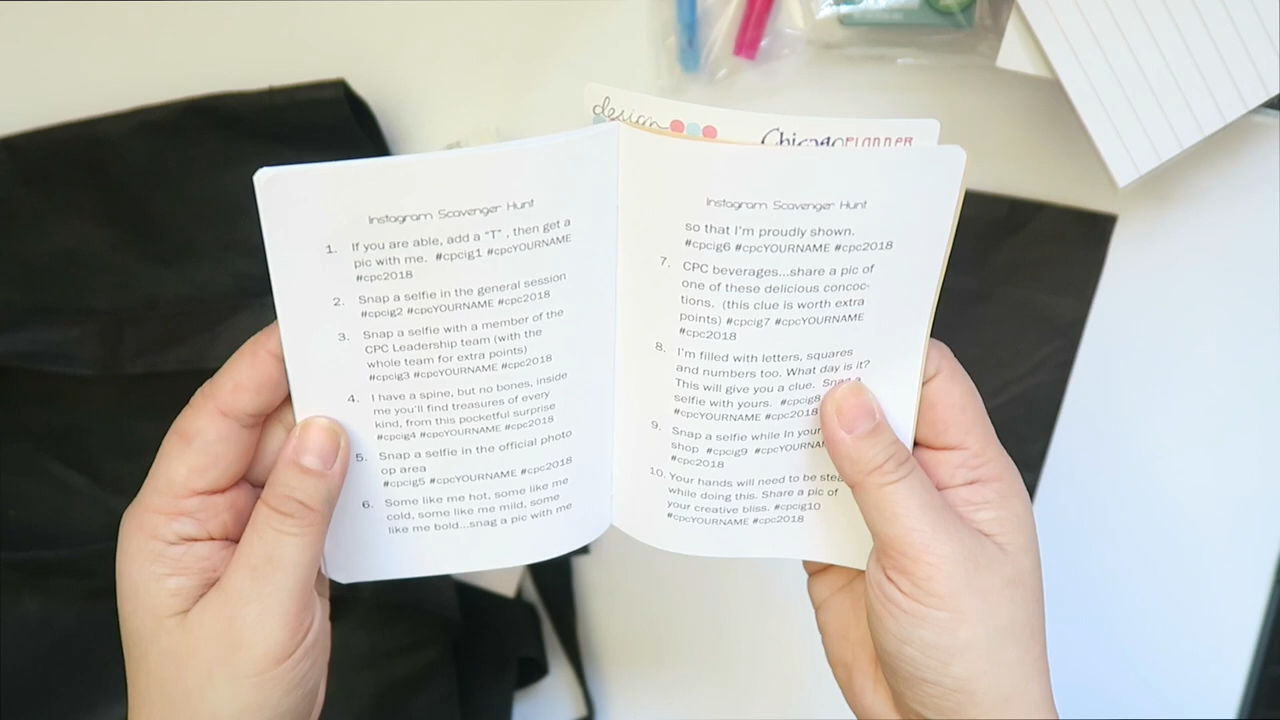 design
Chicago PLANNER
Instagram Scavenger Hunt
1. If you are able, add a "T" , then get a
pic with me. #cpcig1 #cpcYOURNAME
#cpc2018
2. Snap a selfie in the general session
#cpcig2 #cpcYOURNAME #cpc2018
3. Snap a selfie with a member of the
CPC Leadership team (with the
whole team for extra points)
#cpcig3 #cpcYOURNAME #cpc2018
4. I have a spine, but no bones, inside
me you'll find treasures of every
kind, from this pocketful surprise
#cpcig4 #cpcYOURNAME #cpc2018
5. Snap a selfie in the official photo
op area
#cpcig5 #cpcYOURNAME #cpc2018
6. Some like me hot, some like me
cold, some like me mild, some
like me bold...snag a pic with me
Instagram Scavenger Hunt
so that I'm proudly shown.
#cpcig6 #cpcYOURNAME #cpc2018
7. CPC beverages...share a pic of
one of these delicious concoc-
tions. (this clue is worth extra
points) #cpcig7 #cpcYOURNAME
#cpc2018
8. I'm filled with letters, squares
and numbers too. What day is it?
This will give you a clue. Snap a
selfie with yours. #cpcig8
#cpcYOURNAME #cpc2018
9. Snap a selfie while In your
shop #cpcig9
#cpc2018
10. Your hands will need to be
while doing this. Share a pic of
your creative bliss. #cpcig10
#cpcYOURNAME #cpc2018